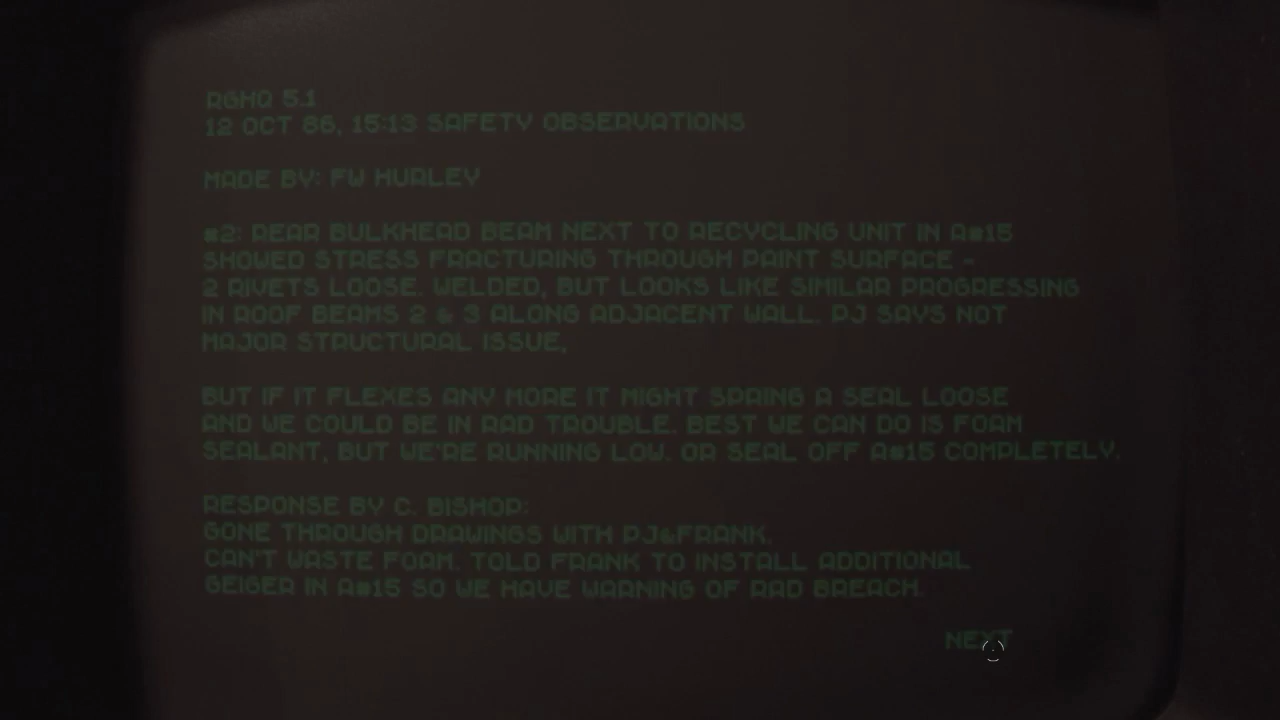 RGHQ 5.1
12 OCT 86, 15:13 SAFETY OBSERVATIONS
MADE BY: FW HURLEY
#2: REAR BULKHEAD BEAM NEXT TO RECYCLING UNIT IN A#15
SHOWED STRESS FRACTURING THROUGH PAINT SURFACE -
2 RIVETS LOOSE. WELDED, BUT LOOKS LIKE SIMILAR PROGRESSING
IN ROOF BEAMS 2 & 3 ALONG ADJACENT WALL. PJ SAYS NOT
MAJOR STRUCTURAL ISSUE,
BUT IF IT FLEXES ANY MORE IT MIGHT SPRING A SEAL LOOSE
AND WE COULD BE IN RAD TROUBLE. BEST WE CAN DO IS FOAM
SEALANT, BUT WE'RE RUNNING LOW. OR SEAL OFF A#15 COMPLETELY.
RESPONSE BY C. BISHOP:
GONE THROUGH DRAWINGS WITH PJ&FRANK.
CAN'T WASTE FOAM. TOLD FRANK TO INSTALL ADDITIONAL
GEIGER IN A#15 SO WE HAVE WARNING OF RAD BREACH.
NEXT